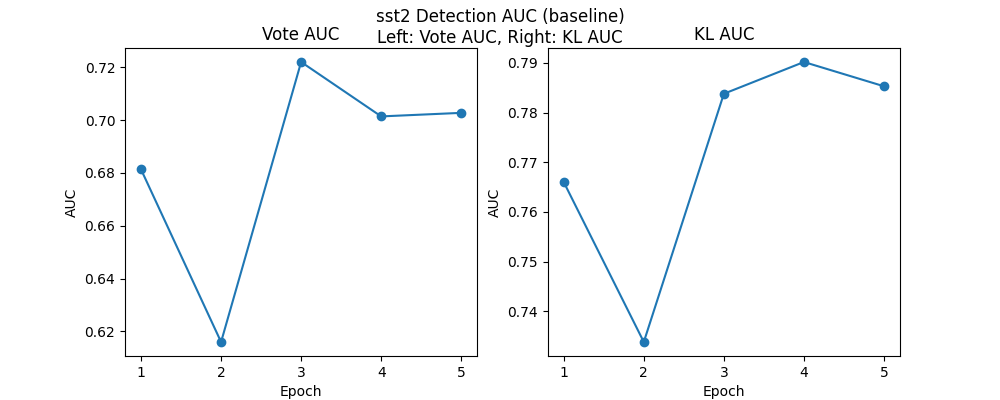 sst2 Detection AUC (baseline)
Left: Vote AUC, Right: KL AUC
Vote AUC
AUC
0.72
0.70
0.68
0.66
0.64
0.62
1 2 3 4 5
Epoch
KL AUC
AUC
0.79
0.78
0.77
0.76
0.75
0.74
1 2 3 4 5
Epoch